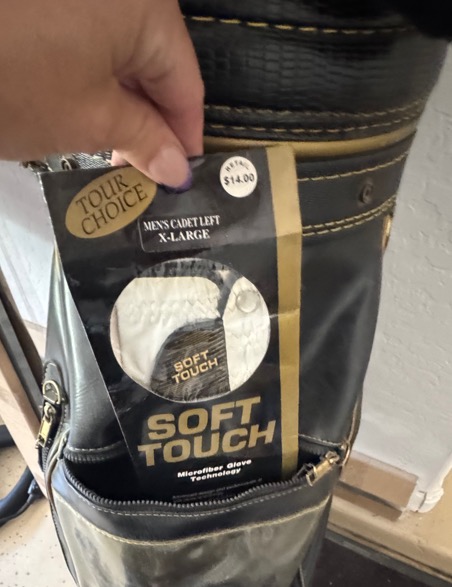 TOUR
CHOICE
RETAIL
$14.00
MEN'S CADET LEFT
X-LARGE
SOFT
TOUCH
SOFT
TOUCH
Microfiber Glove
Technology